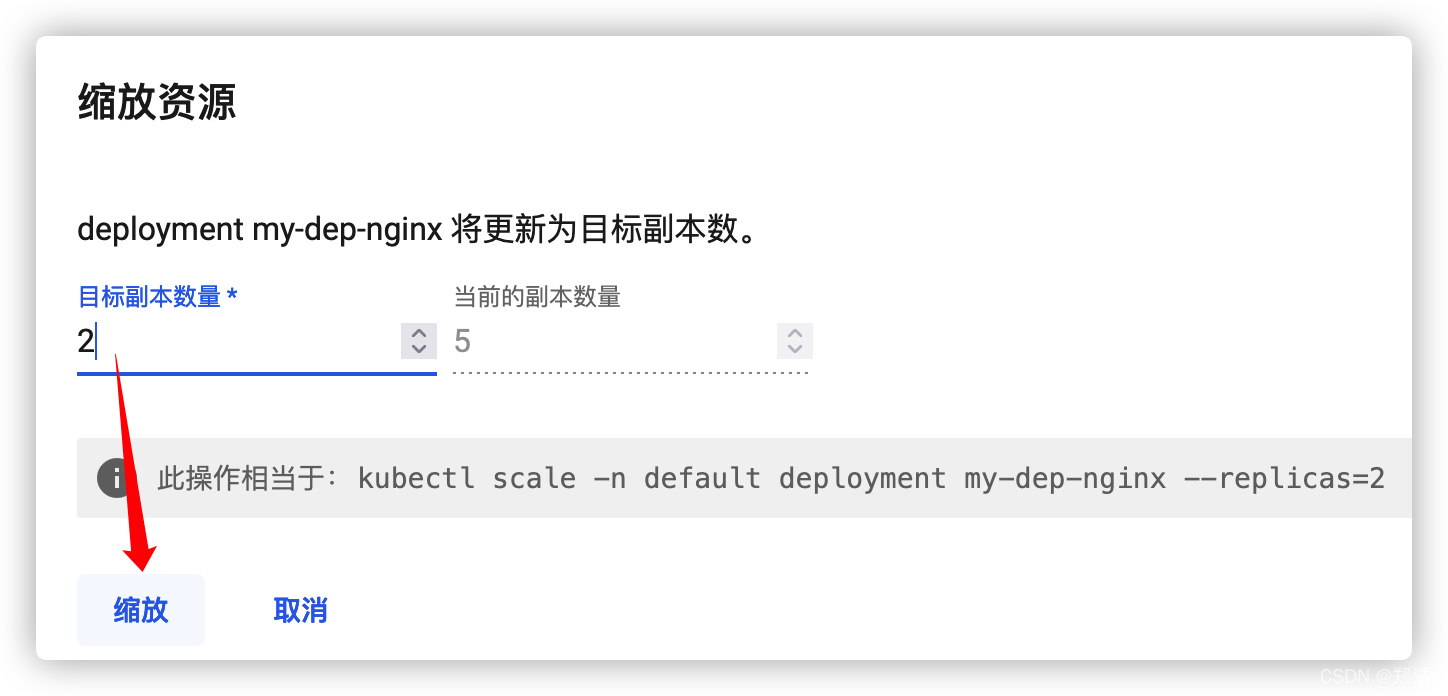 缩放资源
deployment my-dep-nginx 将更新为目标副本数。
目标副本数量 * 当前的副本数量
2 5
此操作相当于： kubectl scale -n default deployment my-dep-nginx --replicas=2
缩放 取消
CSDN @郑